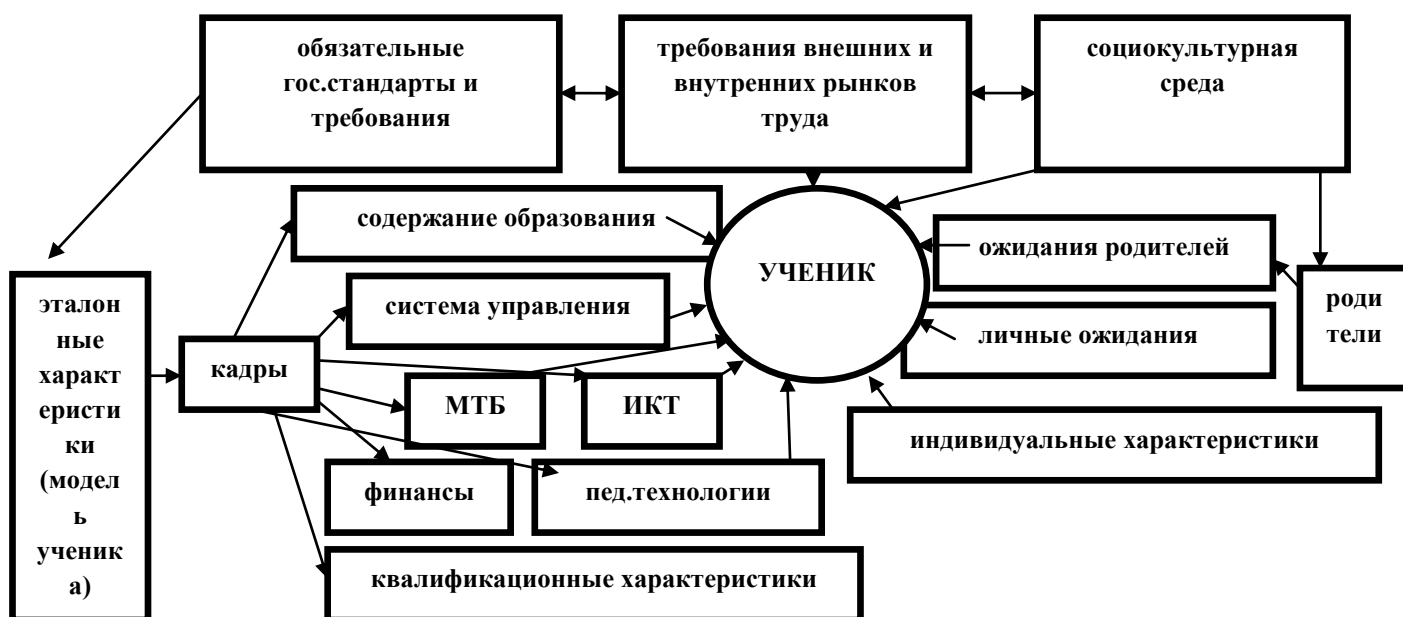 обязательные
гос.стандарты и
требования
требования внешних и
внутренних рынков
труда
социокультурная
среда
содержание образования
УЧЕНИК
ожидания родителей
эталон
ные
характ
еристи
ки
(модел
ь
ученик
а)
система управления
роди
тели
личные ожидания
кадры
МТБ
ИКТ
индивидуальные характеристики
финансы
пед.технологии
квалификационные характеристики